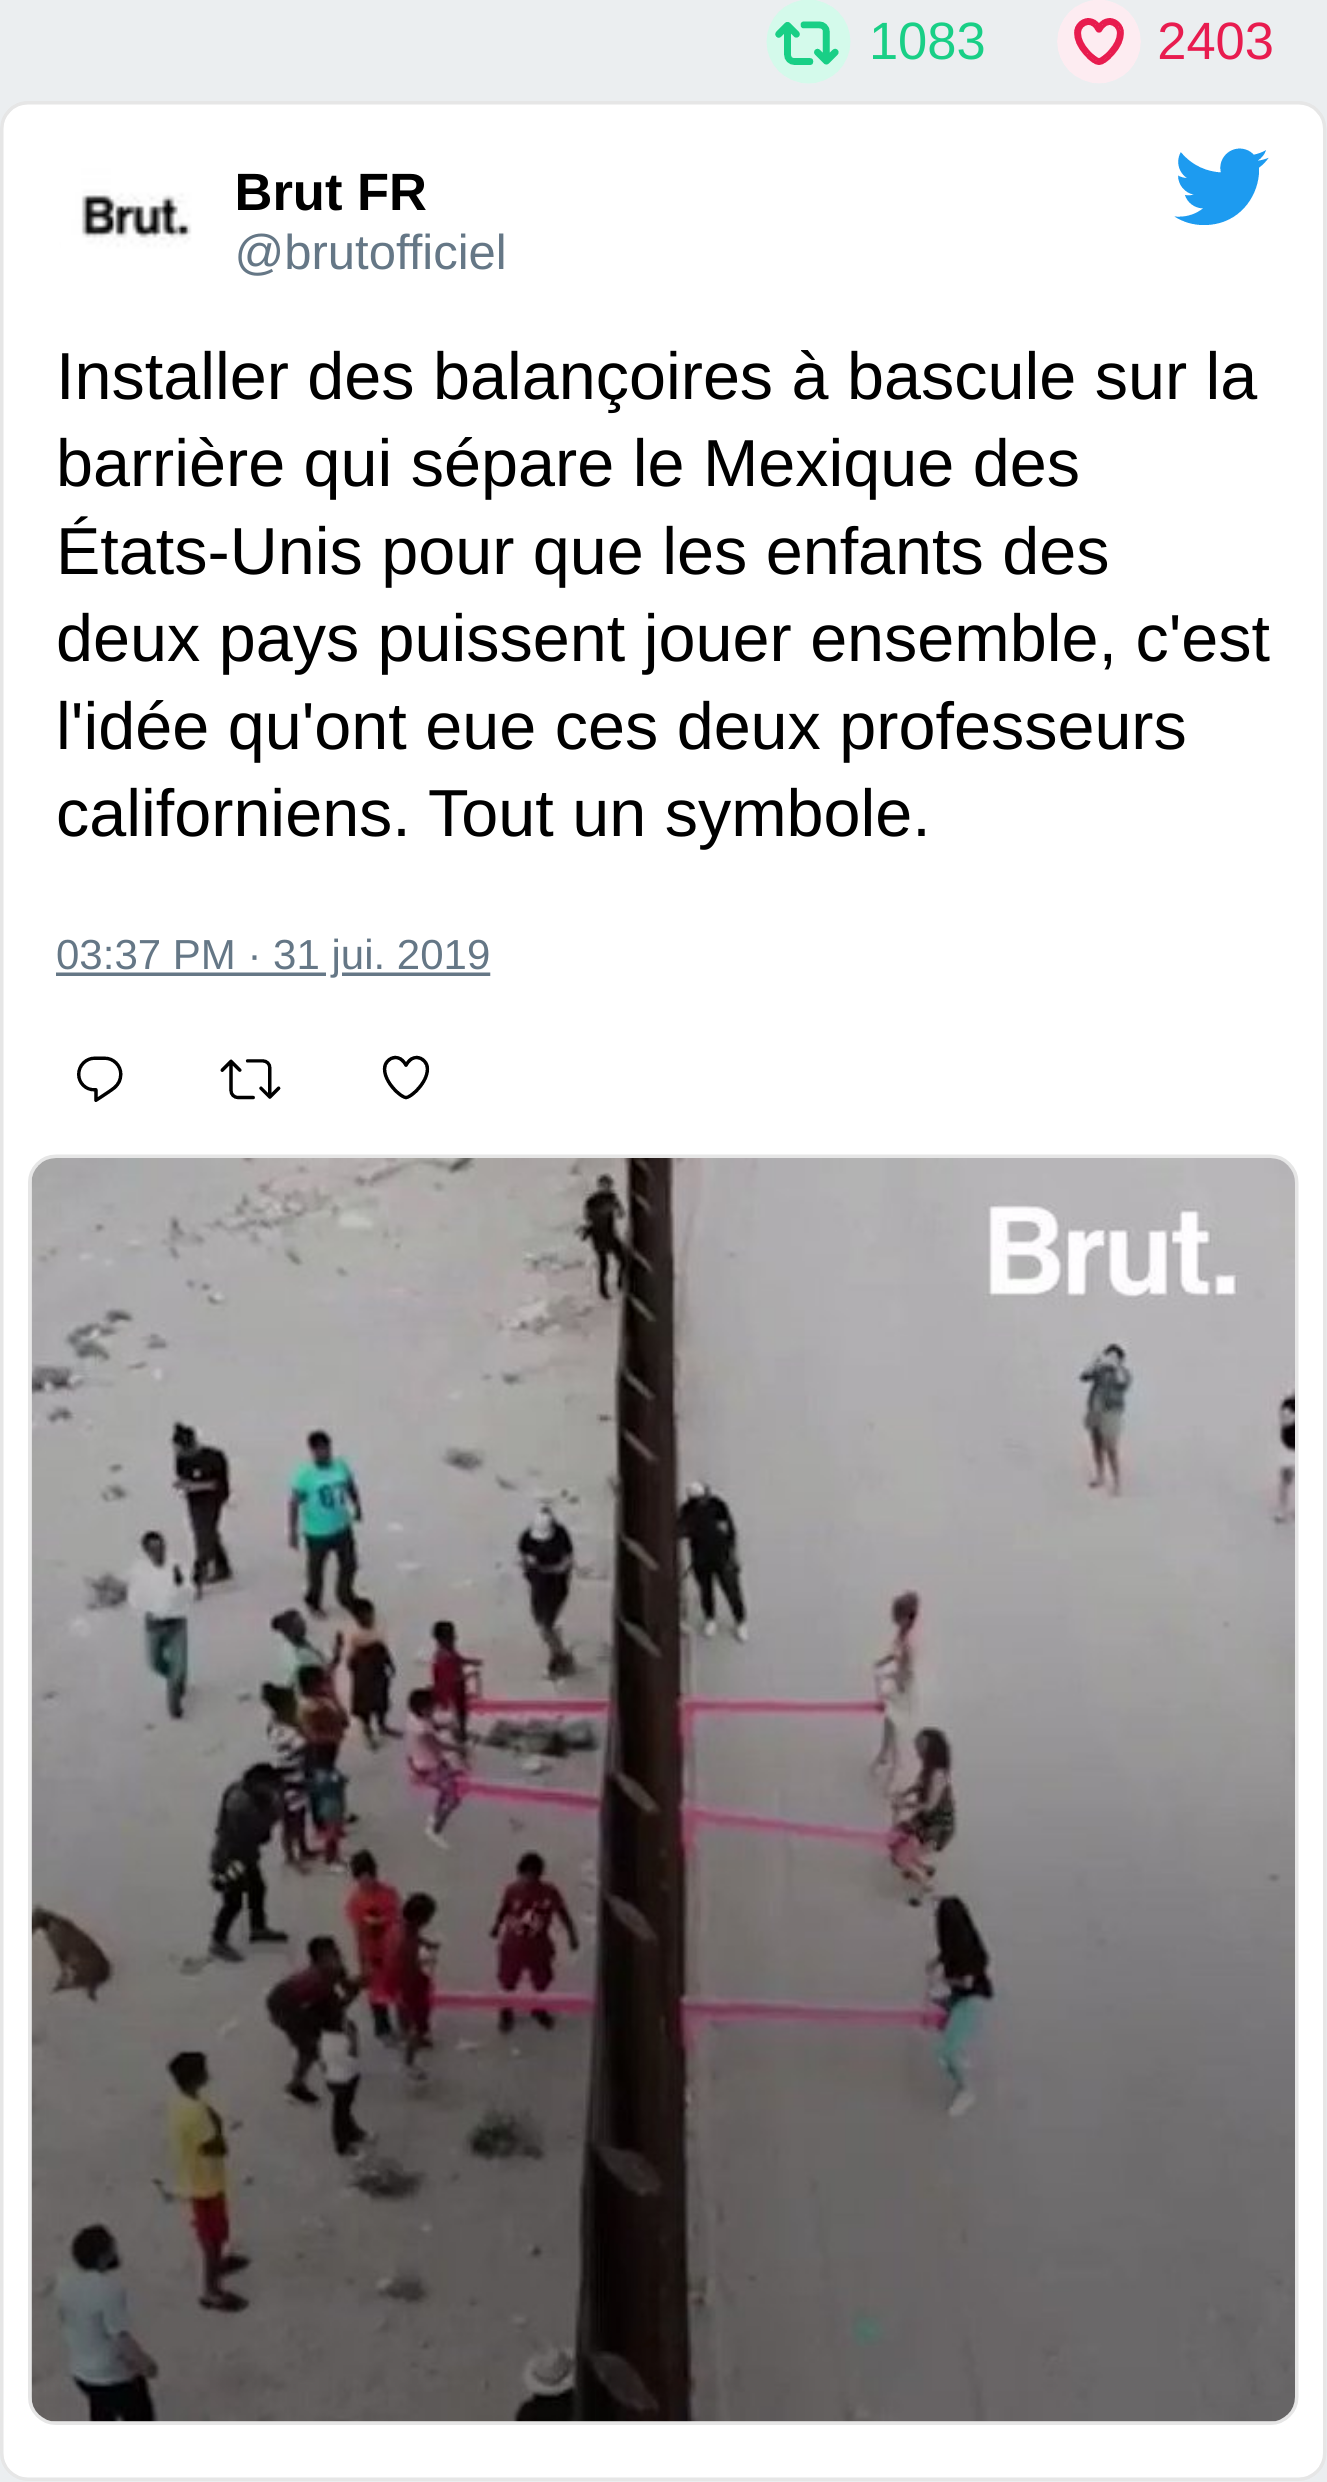 1083 2403
Brut. Brut FR
@brutofficiel
Installer des balançoires à bascule sur la
barrière qui sépare le Mexique des
États-Unis pour que les enfants des
deux pays puissent jouer ensemble, c'est
l'idée qu'ont eue ces deux professeurs
californiens. Tout un symbole.
03:37 PM · 31 jui. 2019
Brut.